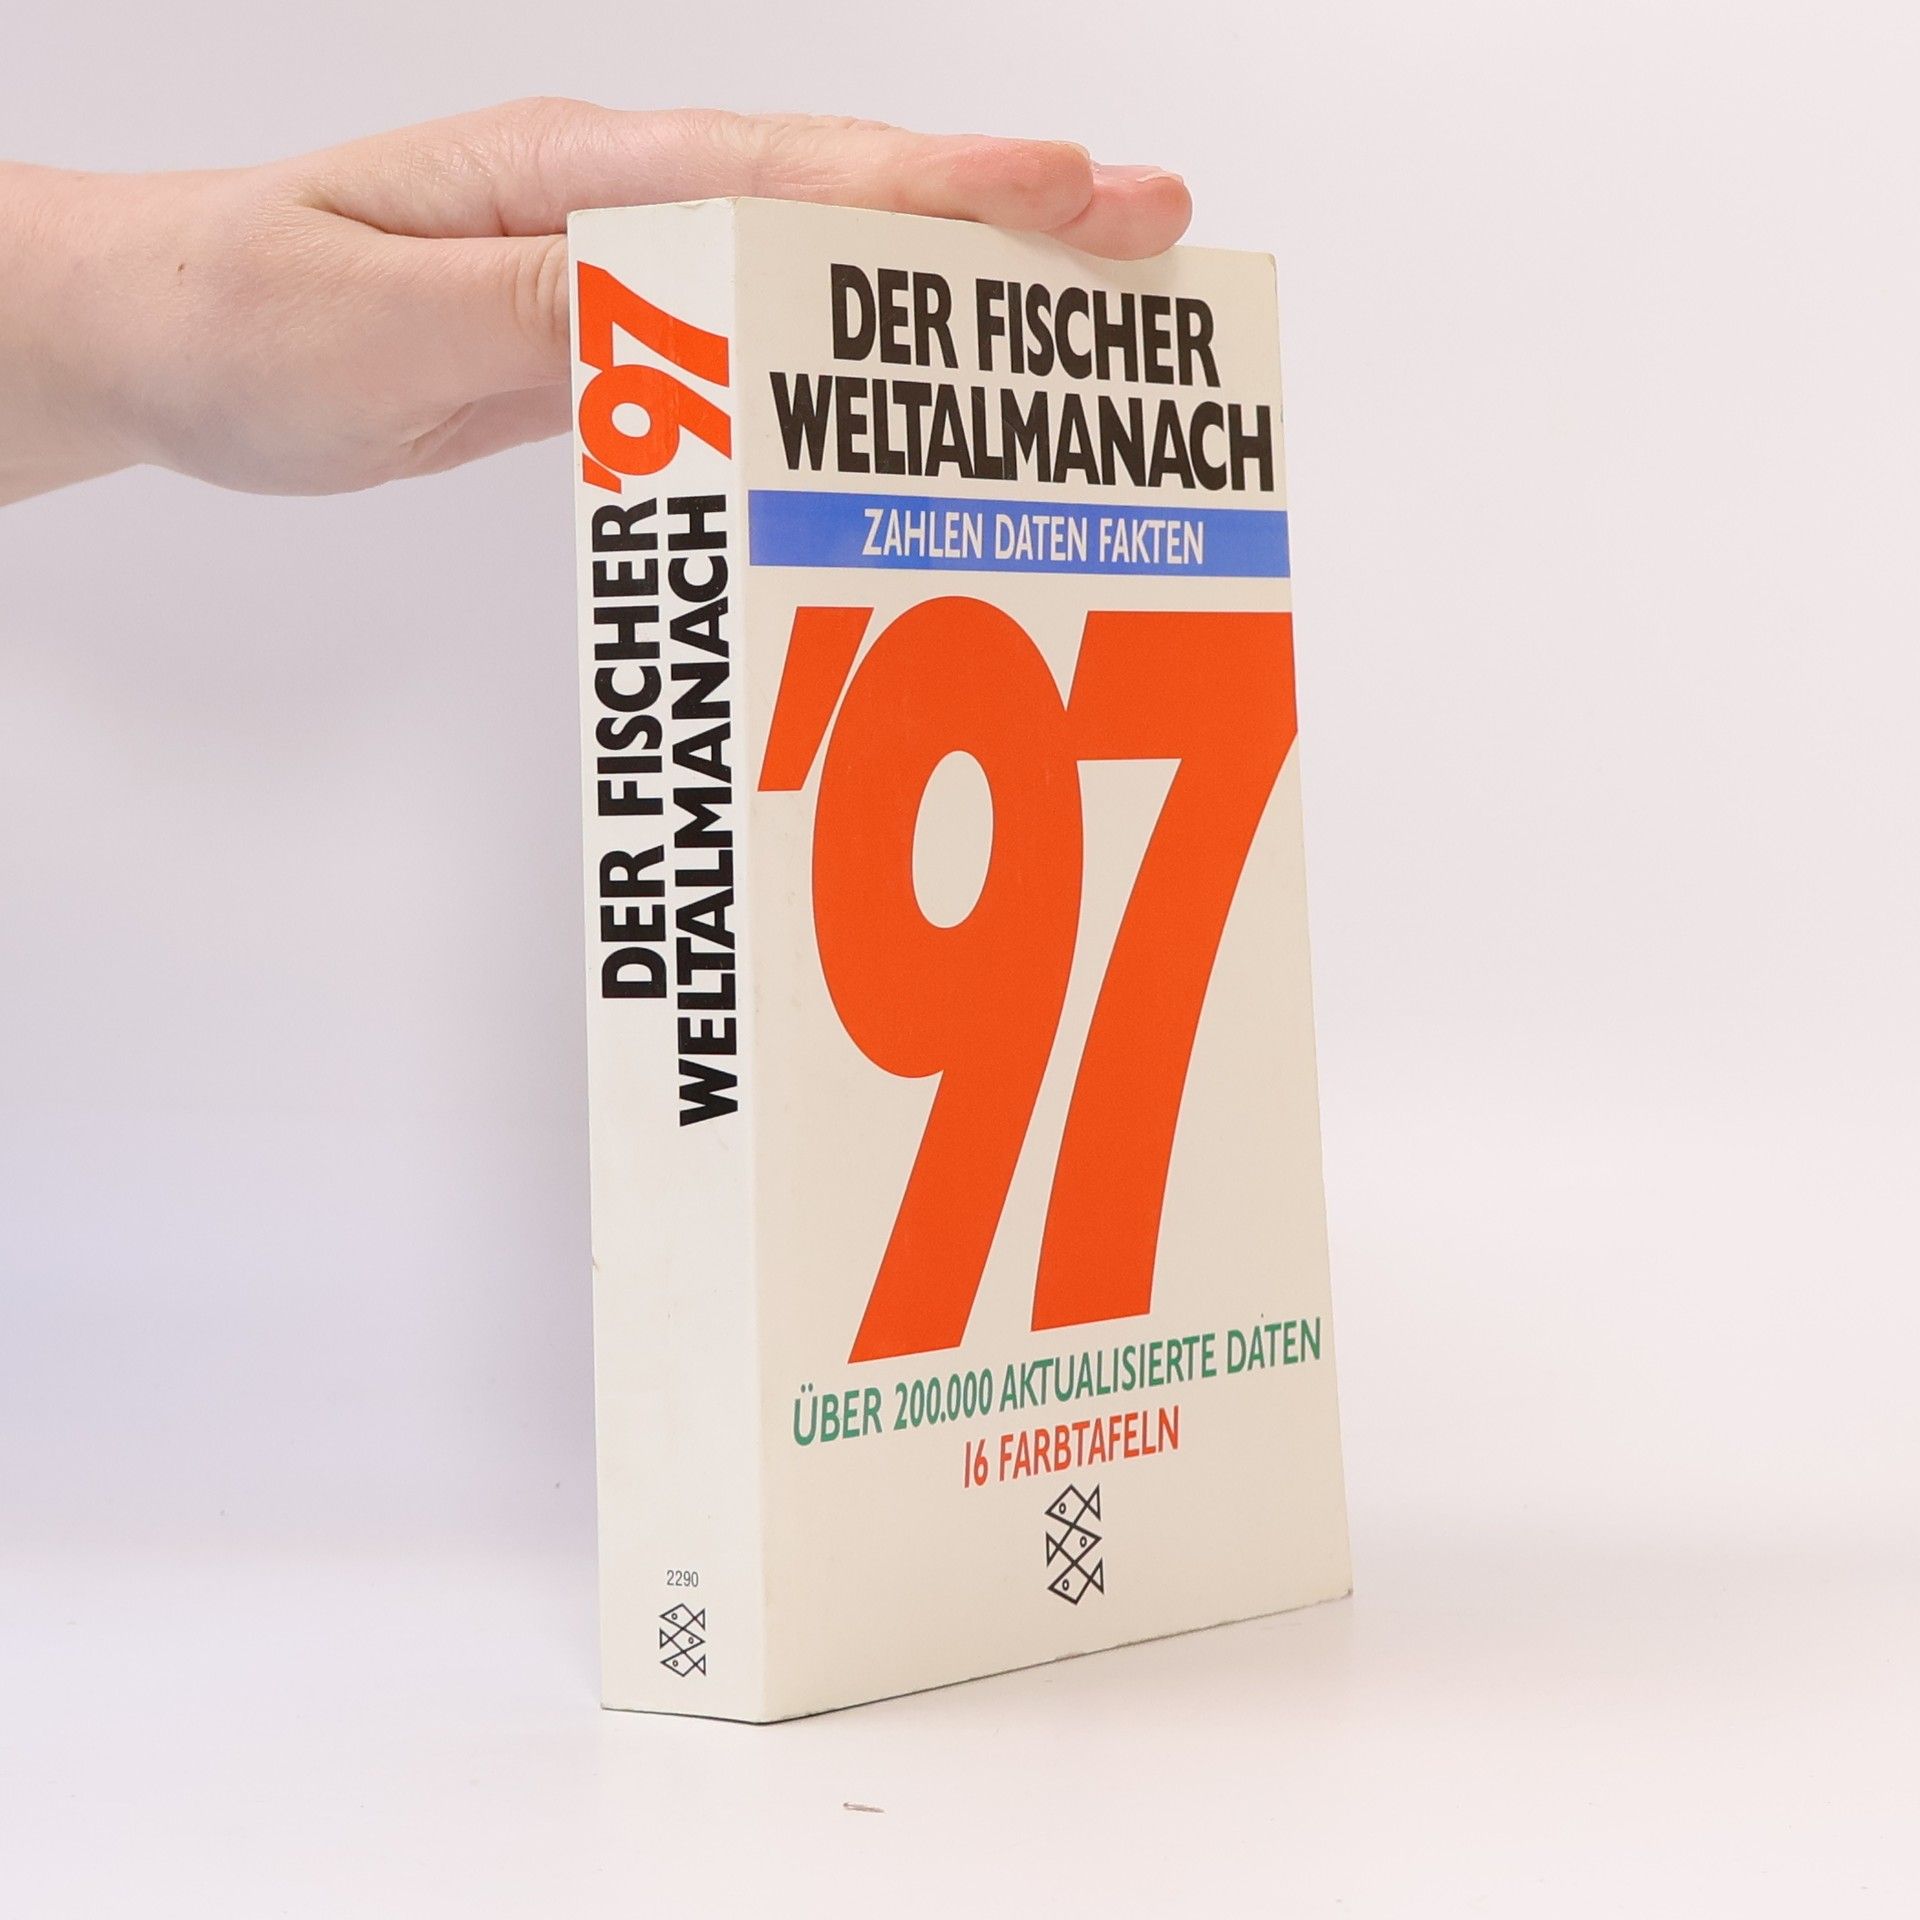 '97
DER FISCHER
WELTALMANACH
2290
DER FISCHER
WELTALMANACH
ZAHLEN DATEN FAKTEN
'97
ÜBER 200.000 AKTUALISIERTE DATEN
16 FARBTAFELN